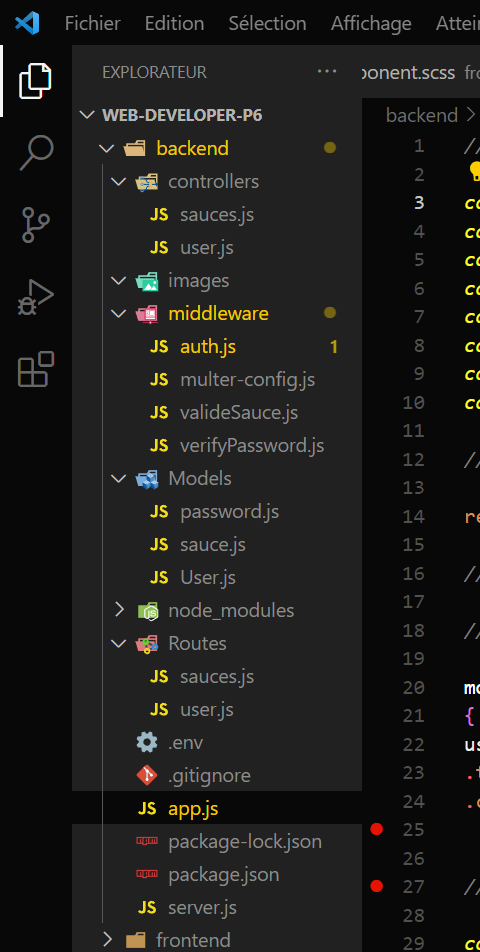 Fichier Edition Sélection Affichage
EXPLORATEUR ...
WEB-DEVELOPER-P6
backend
controllers
JS sauces.js
JS user.js
images
middleware
JS auth.js 1
JS multer-config.js
JS valideSauce.js
JS verifyPassword.js
Models
JS password.js
JS sauce.js
JS User.js
node_modules
Routes
JS sauces.js
JS user.js
.env
.gitignore
JS app.js
package-lock.json
package.json
JS server.js
frontend
ponent.scss
backend >
1 //
2
3 co
4 co
5 co
6 co
7 co
8 co
9 co
10 co
11
12 //
13
14 re
15
16 //
17
18 //
19
20 mo
21 {
22 us
23 .t
24 .c
25
26
27 //
28
29 co